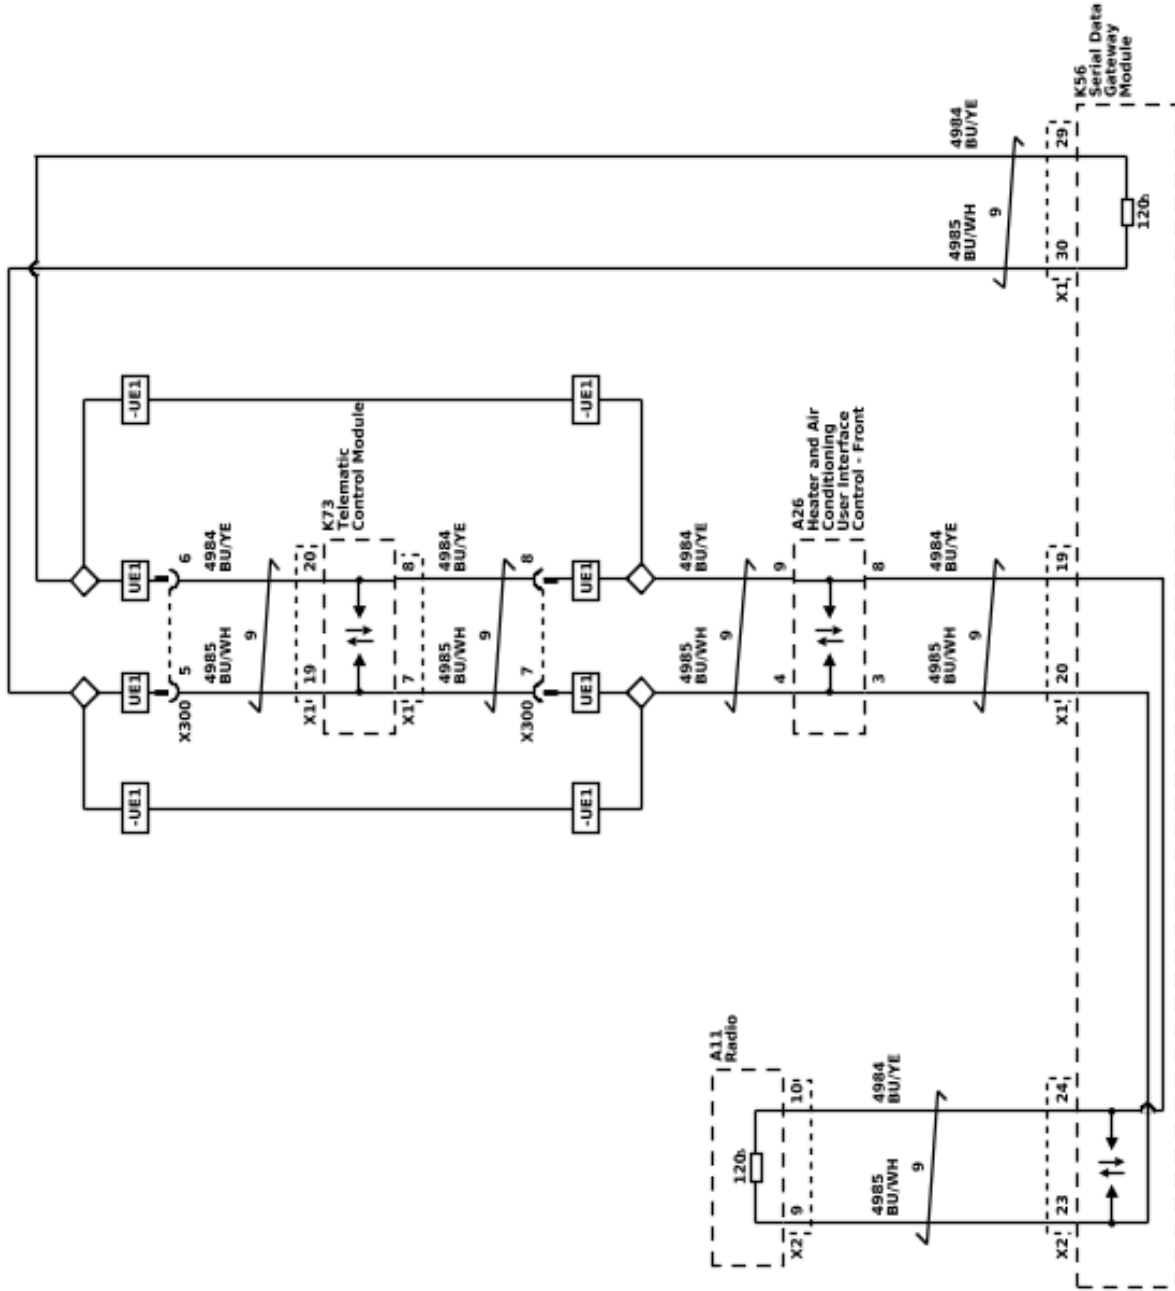 K56
Serial Data
Gateway
Module
4984
BU/YE
29
4985
BU/WH
9
30
X1
120Ω
-UE1
-UE1
UE1
6
4984
BU/YE
20
K73
Telematic
Control Module
8
4984
BU/YE
8
UE1
4984
BU/YE
9
A26
Heater and Air
Conditioning
User Interface
Control - Front
8
4984
BU/YE
19
9
9
9
9
UE1
5
X300
4985
BU/WH
19
X1
7
X1
4985
BU/WH
7
X300
UE1
4985
BU/WH
4
3
4985
BU/WH
20
X1
-UE1
-UE1
A11
Radio
120Ω
10
4984
BU/YE
24
9
9
X2
4985
BU/WH
23
X2